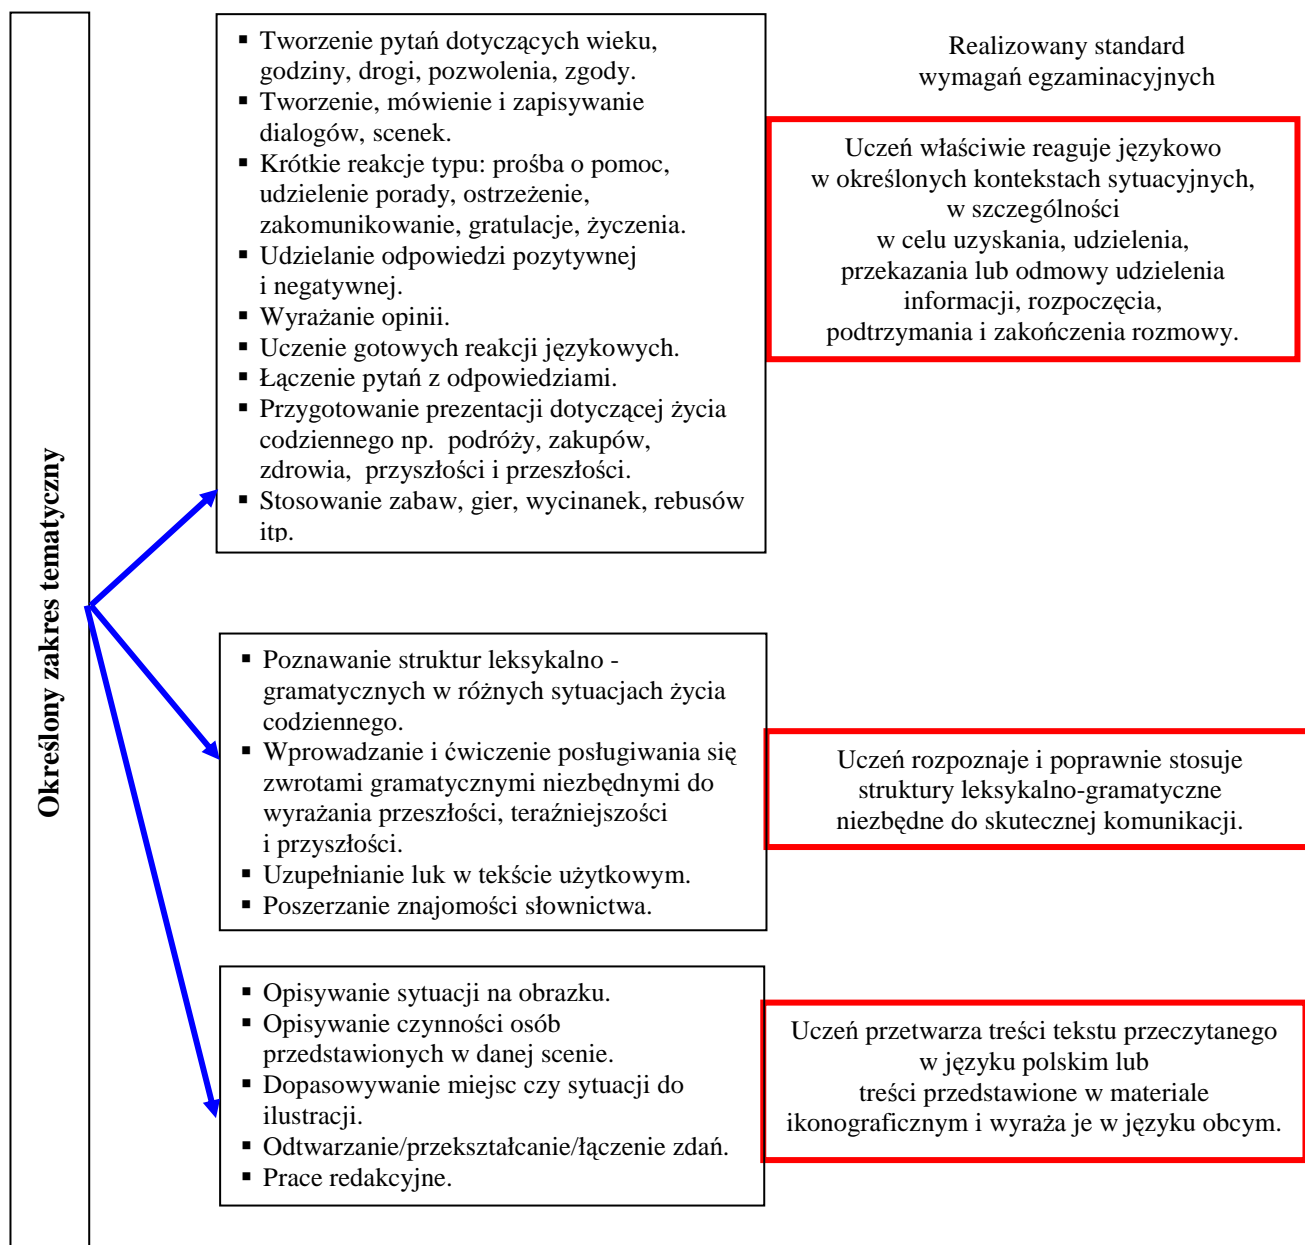 Określony zakres tematyczny
▪ Tworzenie pytań dotyczących wieku,
godziny, drogi, pozwolenia, zgody.
▪ Tworzenie, mówienie i zapisywanie
dialogów, scenek.
▪ Krótkie reakcje typu: prośba o pomoc,
udzielenie porady, ostrzeżenie,
zakomunikowanie, gratulacje, życzenia.
▪ Udzielanie odpowiedzi pozytywnej
i negatywnej.
▪ Wyrażanie opinii.
▪ Uczenie gotowych reakcji językowych.
▪ Łączenie pytań z odpowiedziami.
▪ Przygotowanie prezentacji dotyczącej życia
codziennego np. podróży, zakupów,
zdrowia, przyszłości i przeszłości.
▪ Stosowanie zabaw, gier, wycinanek, rebusów
itp.
Realizowany standard
wymagań egzaminacyjnych
Uczeń właściwie reaguje językowo
w określonych kontekstach sytuacyjnych,
w szczególności
w celu uzyskania, udzielenia,
przekazania lub odmowy udzielenia
informacji, rozpoczęcia,
podtrzymania i zakończenia rozmowy.
▪ Poznawanie struktur leksykalno -
gramatycznych w różnych sytuacjach życia
codziennego.
▪ Wprowadzanie i ćwiczenie posługiwania się
zwrotami gramatycznymi niezbędnymi do
wyrażania przeszłości, teraźniejszości
i przyszłości.
▪ Uzupełnianie luk w tekście użytkowym.
▪ Poszerzanie znajomości słownictwa.
Uczeń rozpoznaje i poprawnie stosuje
struktury leksykalno-gramatyczne
niezbędne do skutecznej komunikacji.
▪ Opisywanie sytuacji na obrazku.
▪ Opisywanie czynności osób
przedstawionych w danej scenie.
▪ Dopasowywanie miejsc czy sytuacji do
ilustracji.
▪ Odtwarzanie/przekształcanie/łączenie zdań.
▪ Prace redakcyjne.
Uczeń przetwarza treści tekstu przeczytanego
w języku polskim lub
treści przedstawione w materiale
ikonograficznym i wyraża je w języku obcym.